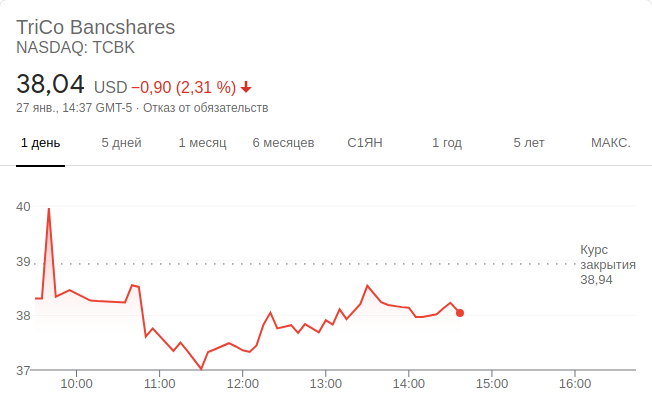 TriCo Bancshares
NASDAQ: TCBK
38,04 USD −0,90 (2,31 %)
27 янв., 14:37 GMT-5 · Отказ от обязательств
1 день 5 дней 1 месяц 6 месяцев С1ЯН 1 год 5 лет МАКС.
40
39
38
37
Курс
закрытия
38,94
10:00 11:00 12:00 13:00 14:00 15:00 16:00